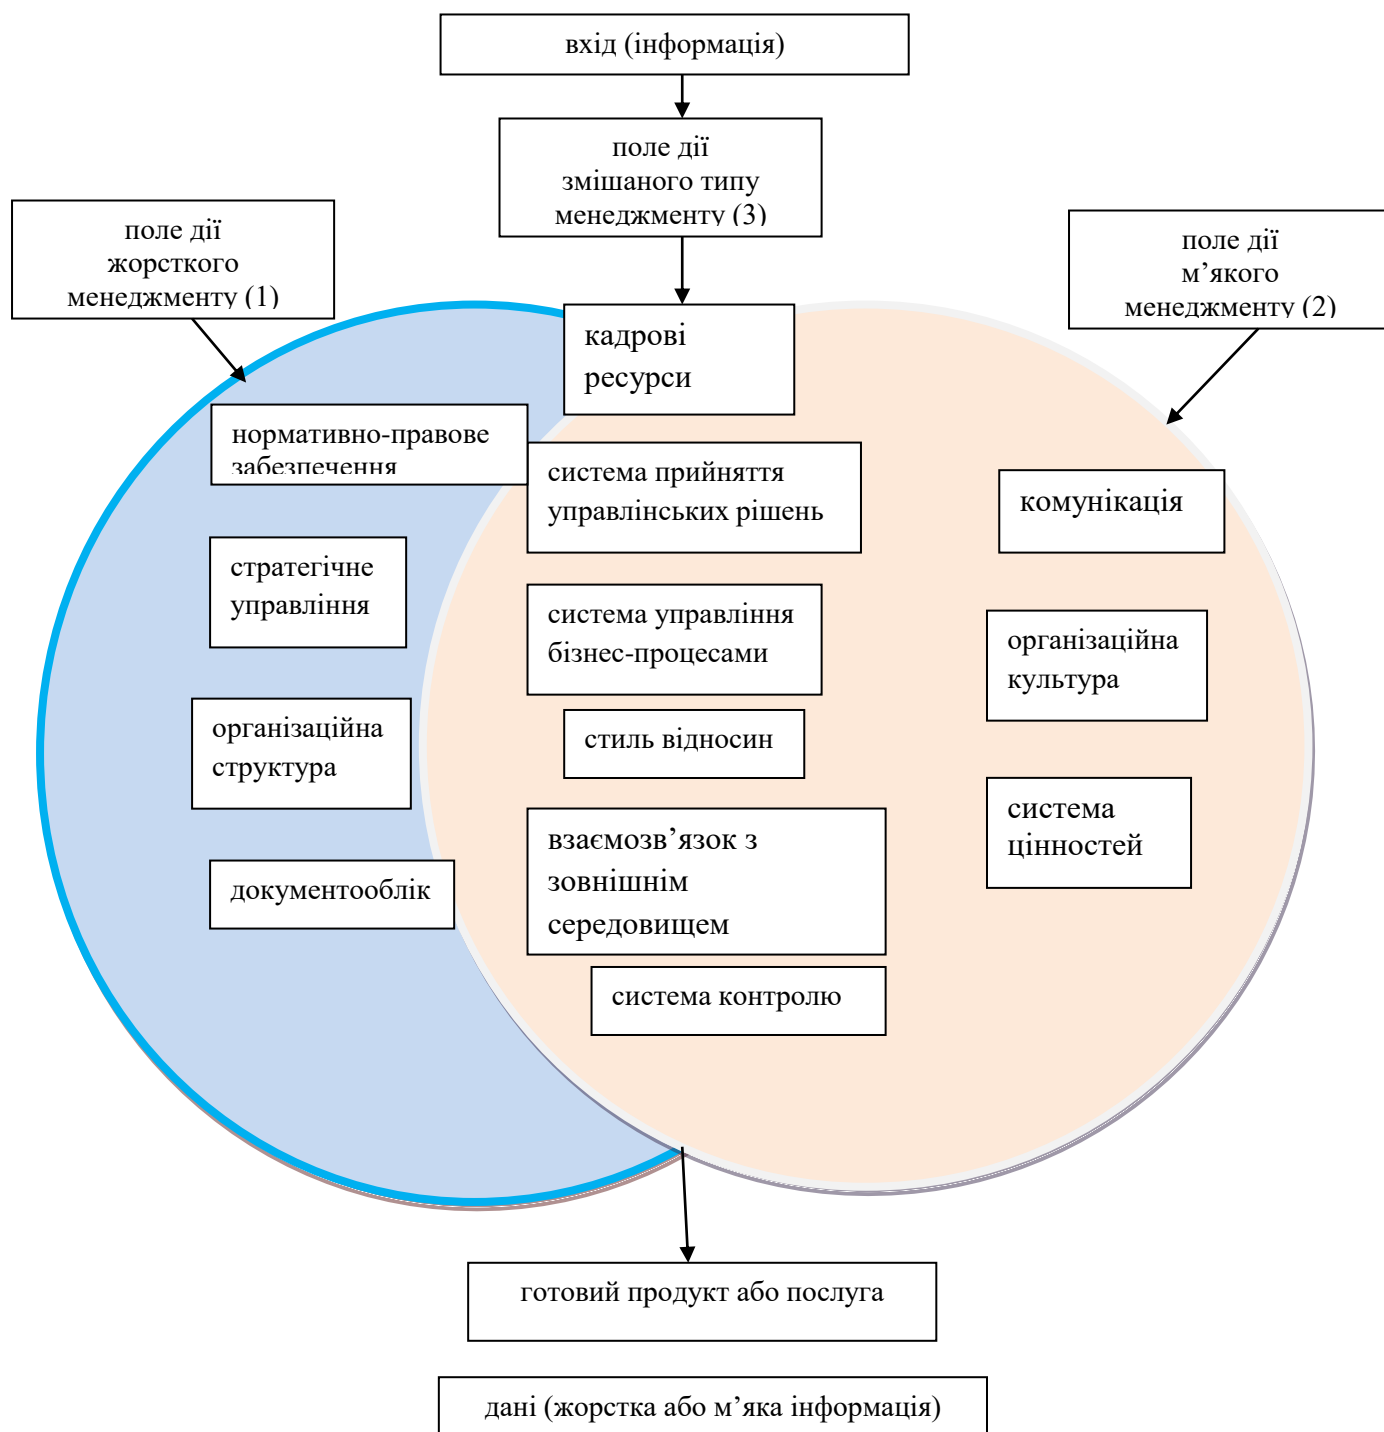 вхід (інформація)
поле дії
змішаного типу
менеджменту (3)
поле дії
жорсткого
менеджменту (1)
поле дії
м’якого
менеджменту (2)
кадрові
ресурси
нормативно-правове
забезпечення
система прийняття
управлінських рішень
комунікація
стратегічне
управління
система управління
бізнес-процесами
організаційна
культура
організаційна
структура
стиль відносин
система
цінностей
взаємозв’язок з
зовнішнім
середовищем
документооблік
система контролю
готовий продукт або послуга
дані (жорстка або м’яка інформація)